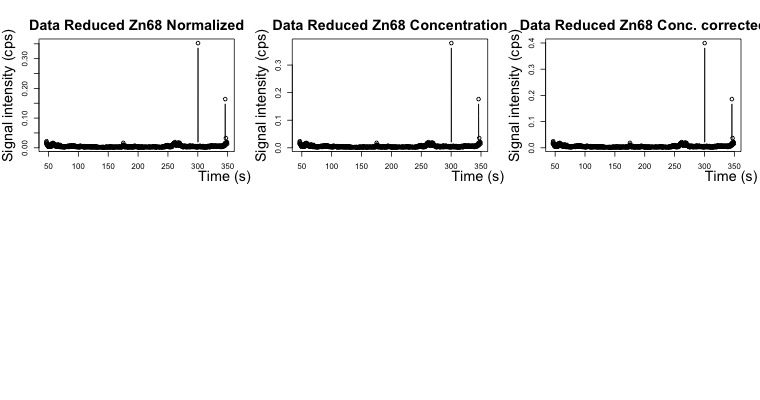 Data Reduced Zn68 Normalized
Signal intensity (cps)
0.00 0.10 0.20 0.30
50 100 150 200 250 300 350
Time (s)
Data Reduced Zn68 Concentration
Signal intensity (cps)
0.0 0.1 0.2 0.3
50 100 150 200 250 300 350
Time (s)
Data Reduced Zn68 Conc. corrected
Signal intensity (cps)
0.0 0.1 0.2 0.3 0.4
50 100 150 200 250 300 350
Time (s)